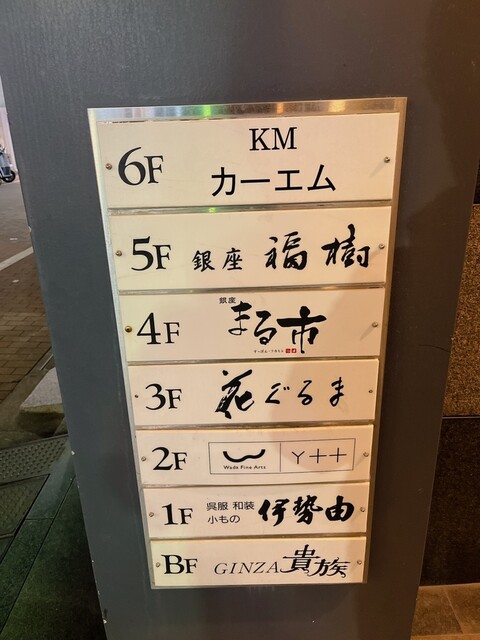 KM
6F カーエム
5F 銀座 福樹
銀座
4F まる市
3F 花ぐるま
2F Wada Fine Arts Y++
呉服 和装
1F 小もの 伊勢由
BF GINZA 貴族